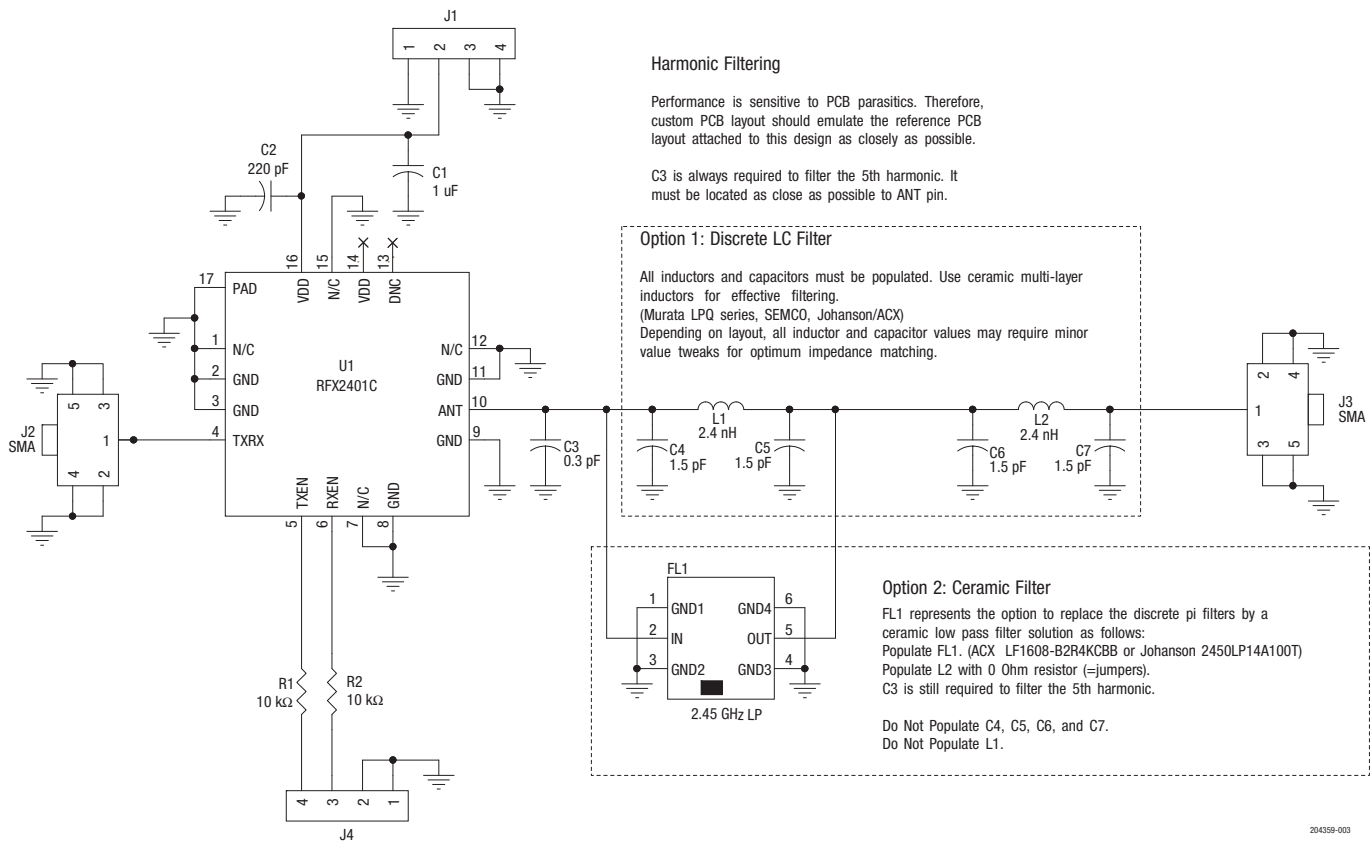 J1
1 2 3 4
Harmonic Filtering
Performance is sensitive to PCB parasitics. Therefore,
custom PCB layout should emulate the reference PCB
layout attached to this design as closely as possible.
C3 is always required to filter the 5th harmonic. It
must be located as close as possible to ANT pin.
C2
220 pF
C1
1 uF
16 15 14 13
VDD N/C VDD DNC
17 PAD
1 N/C
2 GND
3 GND
4 TXRX
U1
RFX2401C
N/C 12
GND 11
ANT 10
GND 9
TXEN RXEN N/C GND
5 6 7 8
J2
SMA
5 3
1
4 2
Option 1: Discrete LC Filter
All inductors and capacitors must be populated. Use ceramic multi-layer
inductors for effective filtering.
(Murata LPQ series, SEMCO, Johanson/ACX)
Depending on layout, all inductor and capacitor values may require minor
value tweaks for optimum impedance matching.
C3
0.3 pF
C4
1.5 pF
L1
2.4 nH
C5
1.5 pF
C6
1.5 pF
L2
2.4 nH
C7
1.5 pF
2 4
1
3 5
J3
SMA
FL1
1 GND1 GND4 6
2 IN OUT 5
3 GND2 GND3 4
2.45 GHz LP
Option 2: Ceramic Filter
FL1 represents the option to replace the discrete pi filters by a
ceramic low pass filter solution as follows:
Populate FL1. (ACX LF1608-B2R4KCBB or Johanson 2450LP14A100T)
Populate L2 with 0 Ohm resistor (=jumpers).
C3 is still required to filter the 5th harmonic.
Do Not Populate C4, C5, C6, and C7.
Do Not Populate L1.
R1
10 kΩ
R2
10 kΩ
4 3 2 1
J4
204359-003